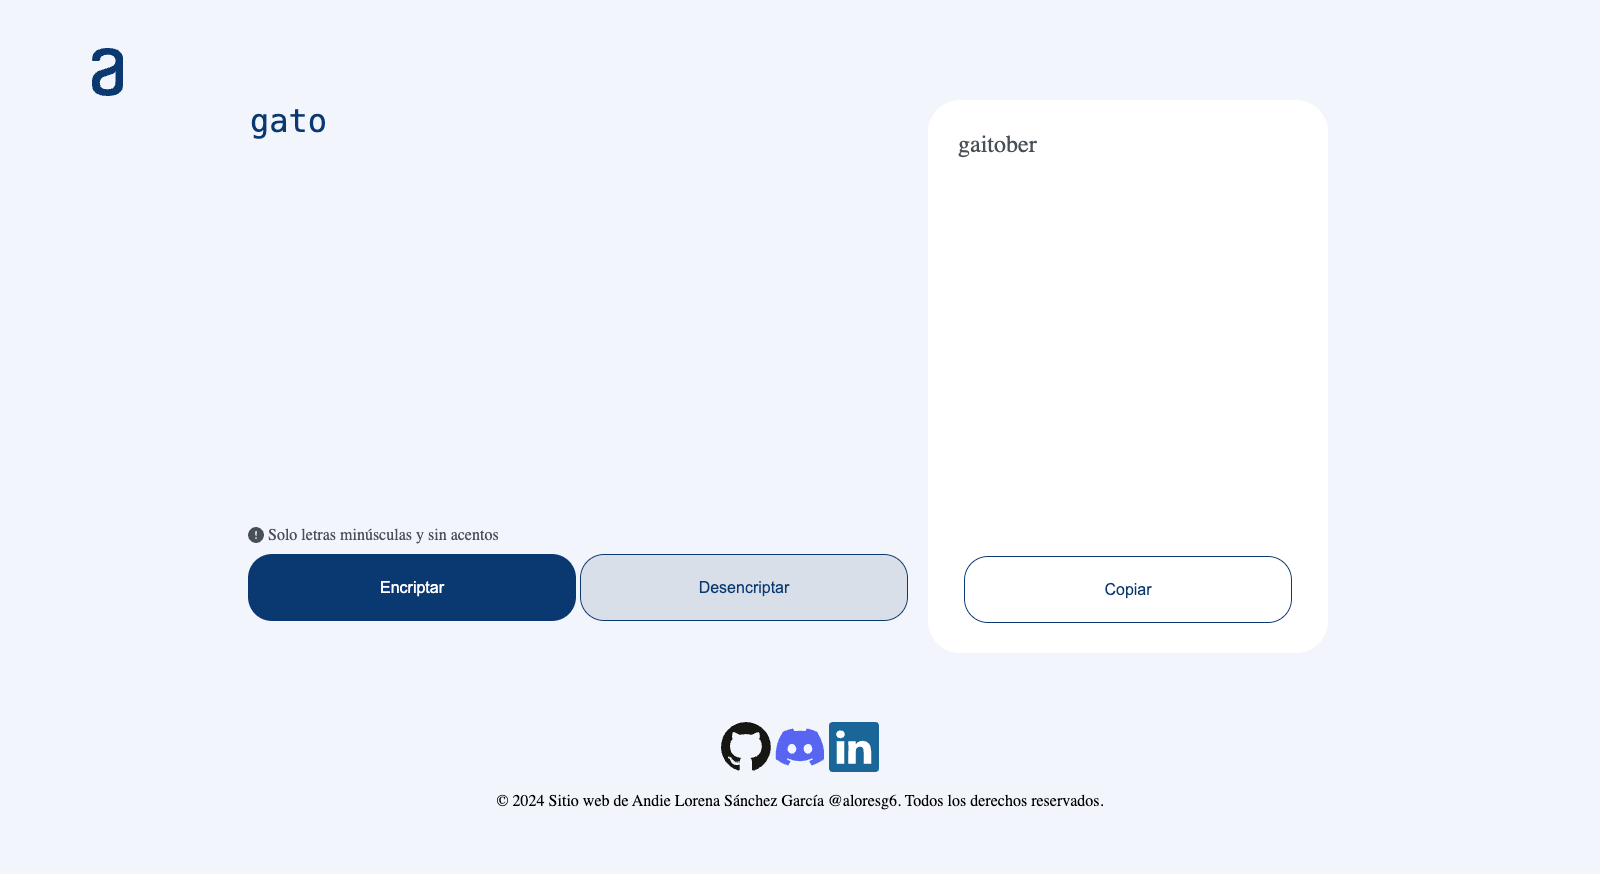 a
gato
gaitober
Solo letras minúsculas y sin acentos
Encriptar
Desencriptar
Copiar
in
© 2024 Sitio web de Andie Lorena Sánchez García @aloresg6. Todos los derechos reservados.